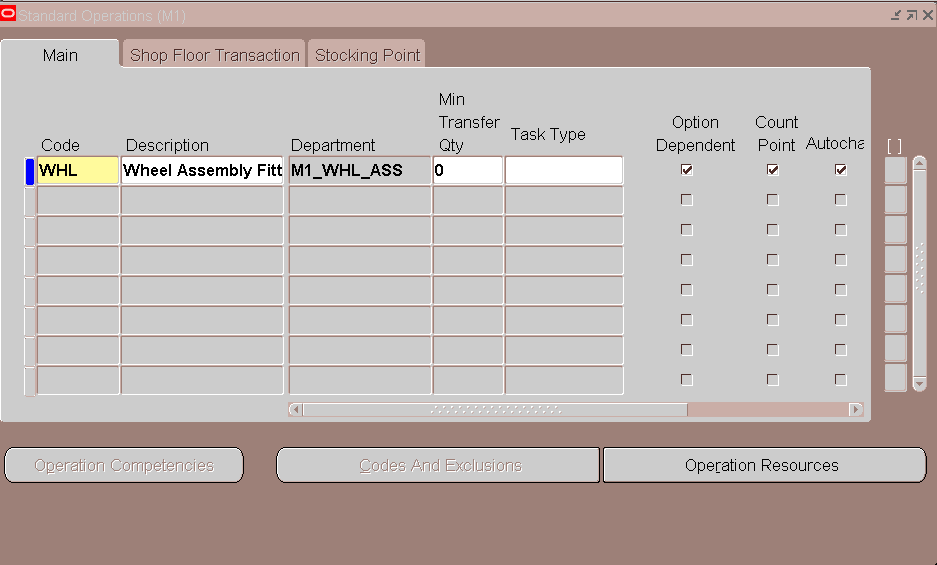 Standard Operations (M1)
Main Shop Floor Transaction Stocking Point
Min
Transfer Option Count
Code Description Department Qty Task Type Dependent Point Autocha [ ]
WHL Wheel Assembly Fitt M1_WHL_ASS 0
Operation Competencies Codes And Exclusions Operation Resources